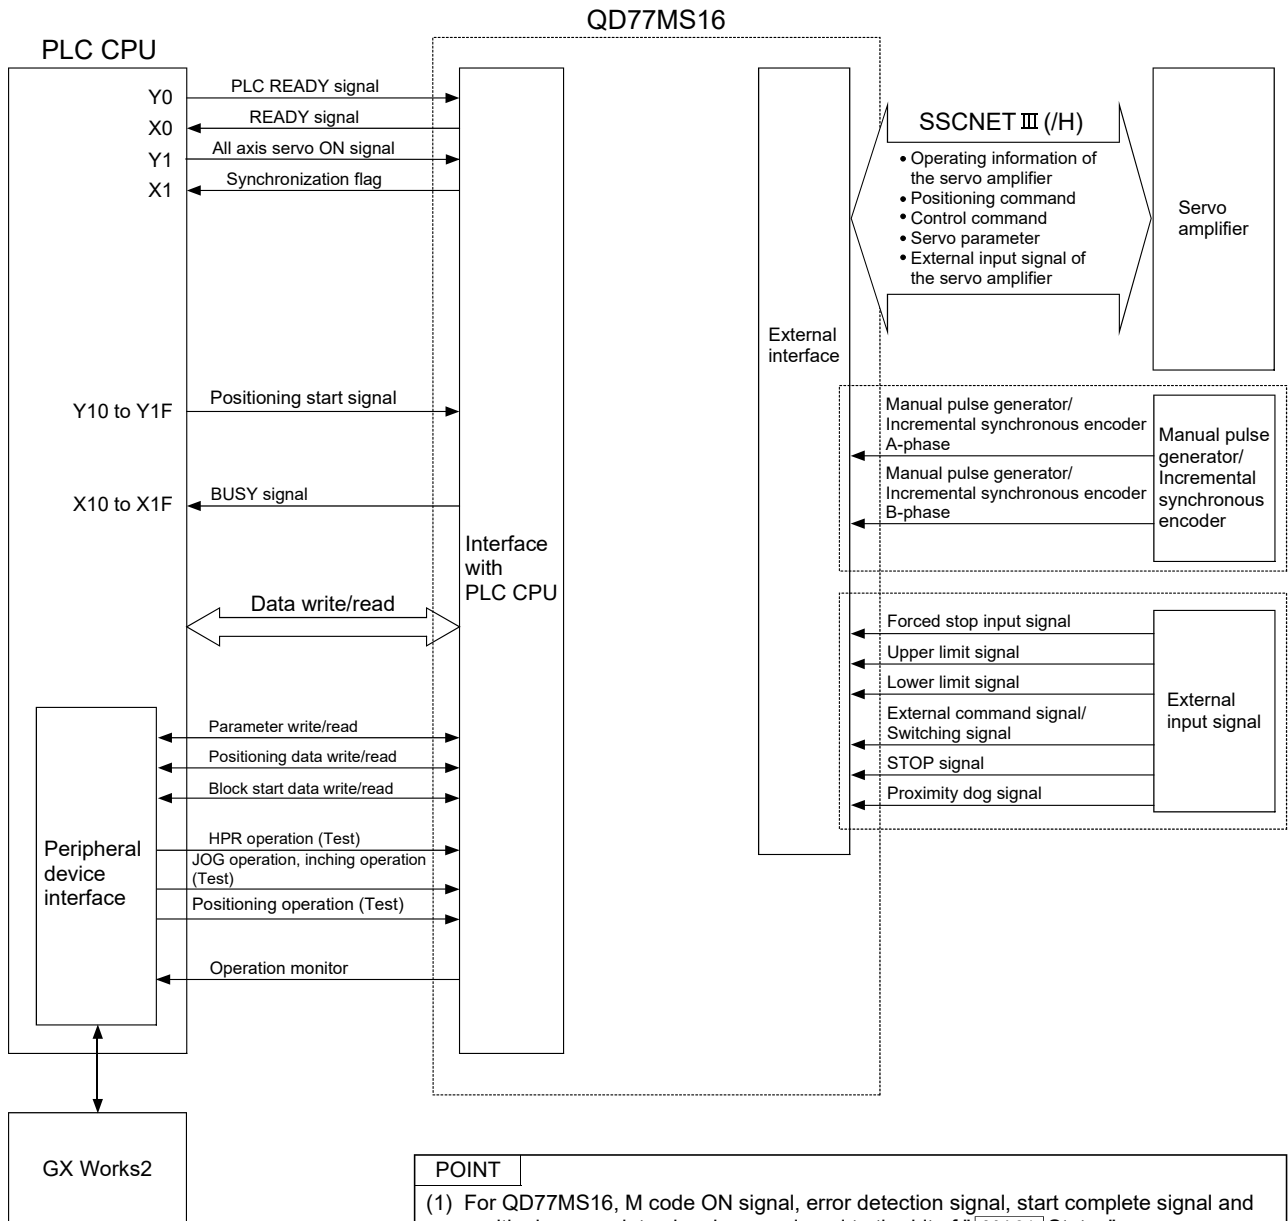 QD77MS16
PLC CPU
Y0
PLC READY signal
X0
READY signal
Y1
All axis servo ON signal
X1
Synchronization flag
Y10 to Y1F
Positioning start signal
X10 to X1F
BUSY signal
Data write/read
Interface
with
PLC CPU
Peripheral
device
interface
Parameter write/read
Positioning data write/read
Block start data write/read
HPR operation (Test)
JOG operation, inching operation
(Test)
Positioning operation (Test)
Operation monitor
GX Works2
External
interface
SSCNETⅢ(/H)
• Operating information of
the servo amplifier
• Positioning command
• Control command
• Servo parameter
• External input signal of
the servo amplifier
Servo
amplifier
Manual pulse generator/
Incremental synchronous encoder
A-phase
Manual pulse generator/
Incremental synchronous encoder
B-phase
Manual pulse
generator/
Incremental
synchronous
encoder
Forced stop input signal
Upper limit signal
Lower limit signal
External command signal/
Switching signal
STOP signal
Proximity dog signal
External
input signal
POINT
(1) For QD77MS16, M code ON signal, error detection signal, start complete signal and